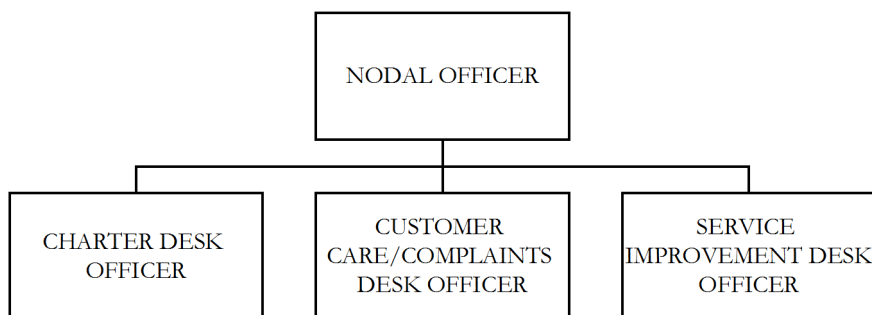 NODAL OFFICER
CHARTER DESK
OFFICER
CUSTOMER
CARE/COMPLAINTS
DESK OFFICER
SERVICE
IMPROVEMENT DESK
OFFICER